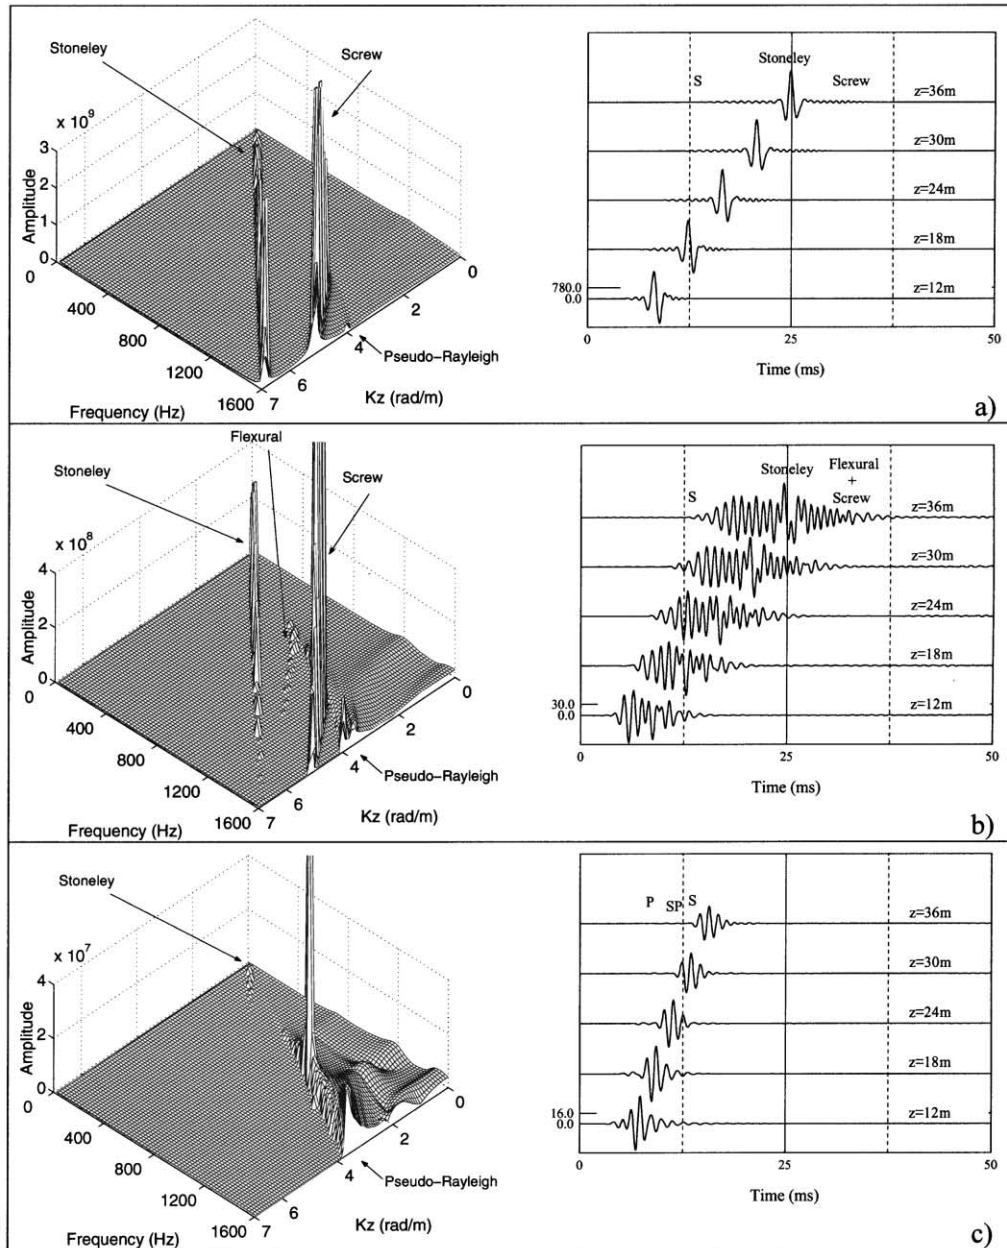 Stoneley
Screw
x 10^9
3
2
1
0
Amplitude
0
400
800
1200
1600
Frequency (Hz)
7
6
4
2
0
Kz (rad/m)
Pseudo-Rayleigh
S
Stoneley
Screw
z=36m
z=30m
z=24m
z=18m
z=12m
780.0
0.0
0
25
50
Time (ms)
a)
Flexural
Stoneley
Screw
x 10^8
4
2
0
Amplitude
0
400
800
1200
1600
Frequency (Hz)
7
6
4
2
0
Kz (rad/m)
Pseudo-Rayleigh
S
Stoneley
Flexural
+
Screw
z=36m
z=30m
z=24m
z=18m
z=12m
30.0
0.0
0
25
50
Time (ms)
b)
Stoneley
x 10^7
4
2
0
Amplitude
0
400
800
1200
1600
Frequency (Hz)
7
6
4
2
0
Kz (rad/m)
Pseudo-Rayleigh
P
SP
S
z=36m
z=30m
z=24m
z=18m
z=12m
16.0
0.0
0
25
50
Time (ms)
c)